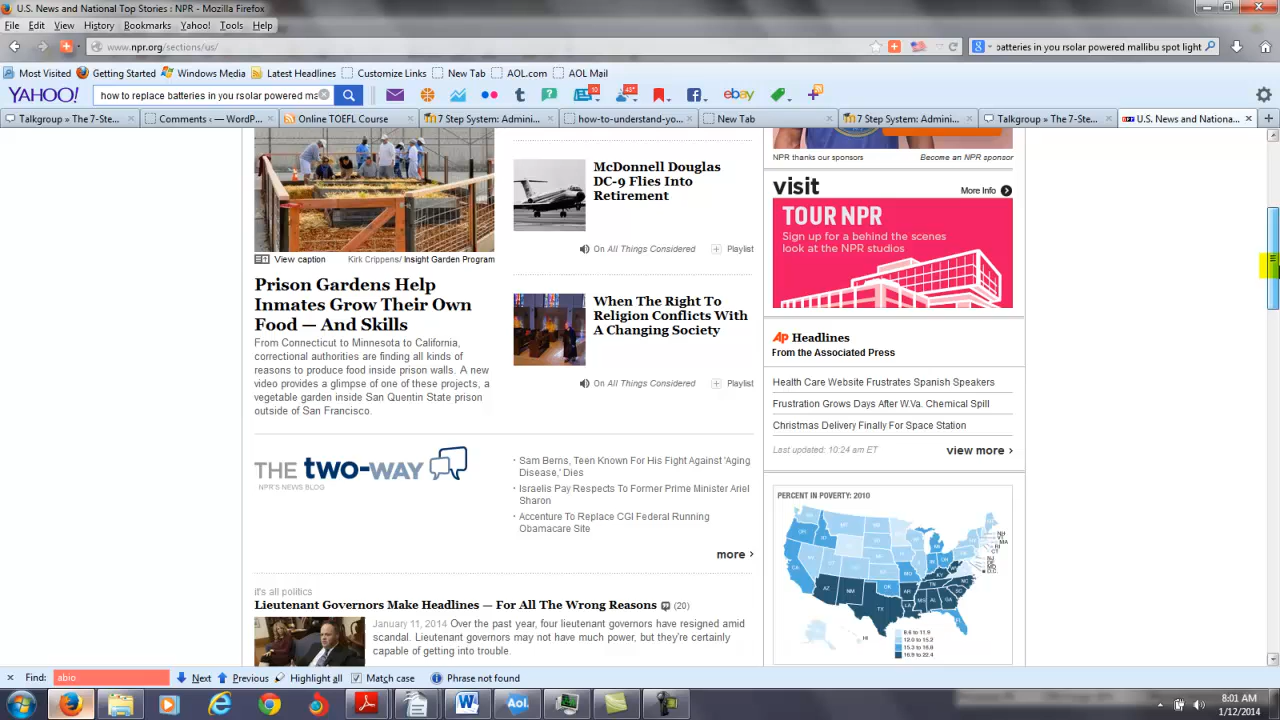 U.S. News and National Top Stories : NPR - Mozilla Firefox
File Edit View History Bookmarks Yahoo! Tools Help
www.npr.org/sections/us/
batteries in you rsolar powered mallibu spot light
Most Visited Getting Started Windows Media Latest Headlines Customize Links New Tab AOL.com AOL Mail
YAHOO! how to replace batteries in you rsolar powered ma
ebay
Talkgroup » The 7-Ste... Comments ‹ — WordP... Online TOEFL Course 7 Step System: Admini... how-to-understand-yo... New Tab 7 Step System: Admini... Talkgroup » The 7-Ste... U.S. News and Nationa...
NPR thanks our sponsors Become an NPR sponsor
View caption Kirk Crippens/ Insight Garden Program
Prison Gardens Help
Inmates Grow Their Own
Food — And Skills
From Connecticut to Minnesota to California,
correctional authorities are finding all kinds of
reasons to produce food inside prison walls. A new
video provides a glimpse of one of these projects, a
vegetable garden inside San Quentin State prison
outside of San Francisco.
McDonnell Douglas
DC-9 Flies Into
Retirement
On All Things Considered Playlist
When The Right To
Religion Conflicts With
A Changing Society
On All Things Considered Playlist
visit More Info
TOUR NPR
Sign up for a behind the scenes
look at the NPR studios
AP Headlines
From the Associated Press
Health Care Website Frustrates Spanish Speakers
Frustration Grows Days After W.Va. Chemical Spill
Christmas Delivery Finally For Space Station
Last updated: 10:24 am ET view more ›
THE two-WAY
NPR'S NEWS BLOG
Sam Berns, Teen Known For His Fight Against 'Aging
Disease,' Dies
Israelis Pay Respects To Former Prime Minister Ariel
Sharon
Accenture To Replace CGI Federal Running
Obamacare Site
more ›
PERCENT IN POVERTY: 2010
8.6 to 11.9
12.0 to 15.2
it's all politics
Lieutenant Governors Make Headlines — For All The Wrong Reasons (20)
January 11, 2014 Over the past year, four lieutenant governors have resigned amid
scandal. Lieutenant governors may not have much power, but they're certainly
capable of getting into trouble.
Find: abio Next Previous Highlight all Match case Phrase not found
8:01 AM
1/12/2014